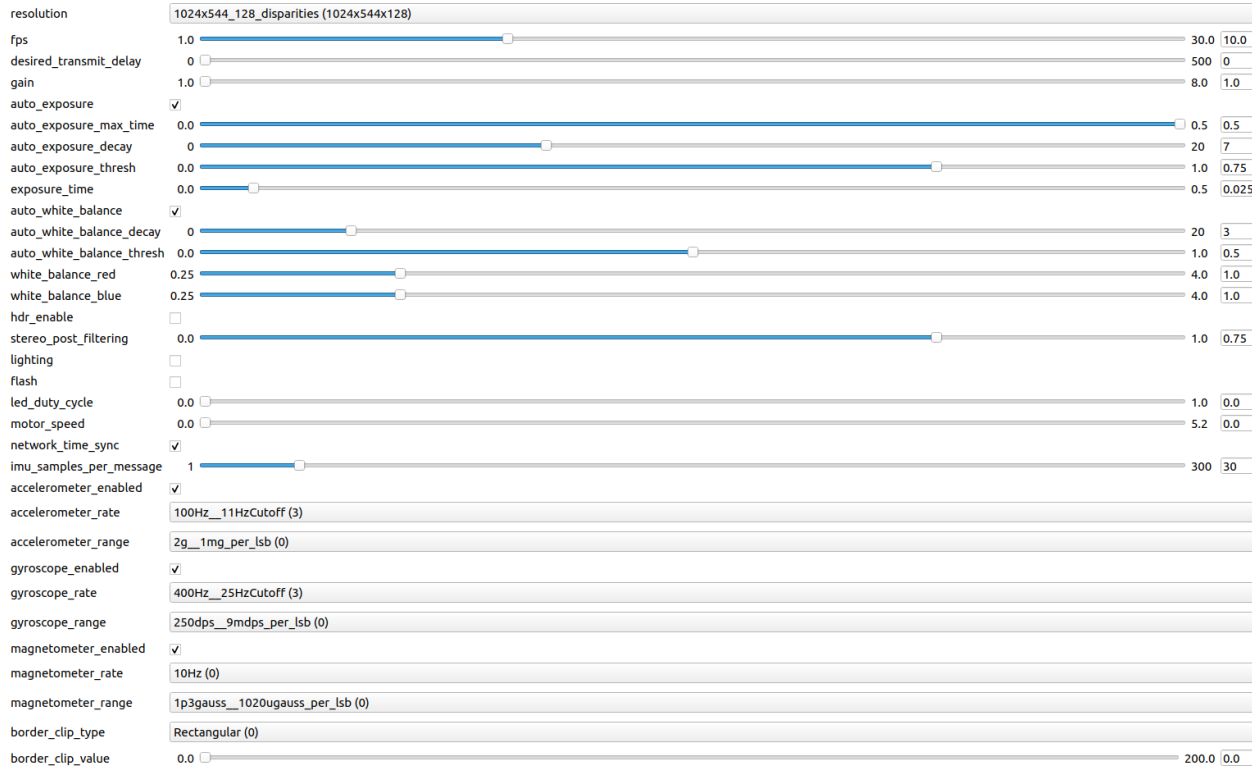 resolution 1024x544_128_disparities (1024x544x128)
fps 1.0 30.0 10.0
desired_transmit_delay 0 500 0
gain 1.0 8.0 1.0
auto_exposure
auto_exposure_max_time 0.0 0.5 0.5
auto_exposure_decay 0 20 7
auto_exposure_thresh 0.0 1.0 0.75
exposure_time 0.0 0.5 0.025
auto_white_balance
auto_white_balance_decay 0 20 3
auto_white_balance_thresh 0.0 1.0 0.5
white_balance_red 0.25 4.0 1.0
white_balance_blue 0.25 4.0 1.0
hdr_enable
stereo_post_filtering 0.0 1.0 0.75
lighting
flash
led_duty_cycle 0.0 1.0 0.0
motor_speed 0.0 5.2 0.0
network_time_sync
imu_samples_per_message 1 300 30
accelerometer_enabled
accelerometer_rate 100Hz__11HzCutoff (3)
accelerometer_range 2g__1mg_per_lsb (0)
gyroscope_enabled
gyroscope_rate 400Hz__25HzCutoff (3)
gyroscope_range 250dps__9mdps_per_lsb (0)
magnetometer_enabled
magnetometer_rate 10Hz (0)
magnetometer_range 1p3gauss__1020ugauss_per_lsb (0)
border_clip_type Rectangular (0)
border_clip_value 0.0 200.0 0.0